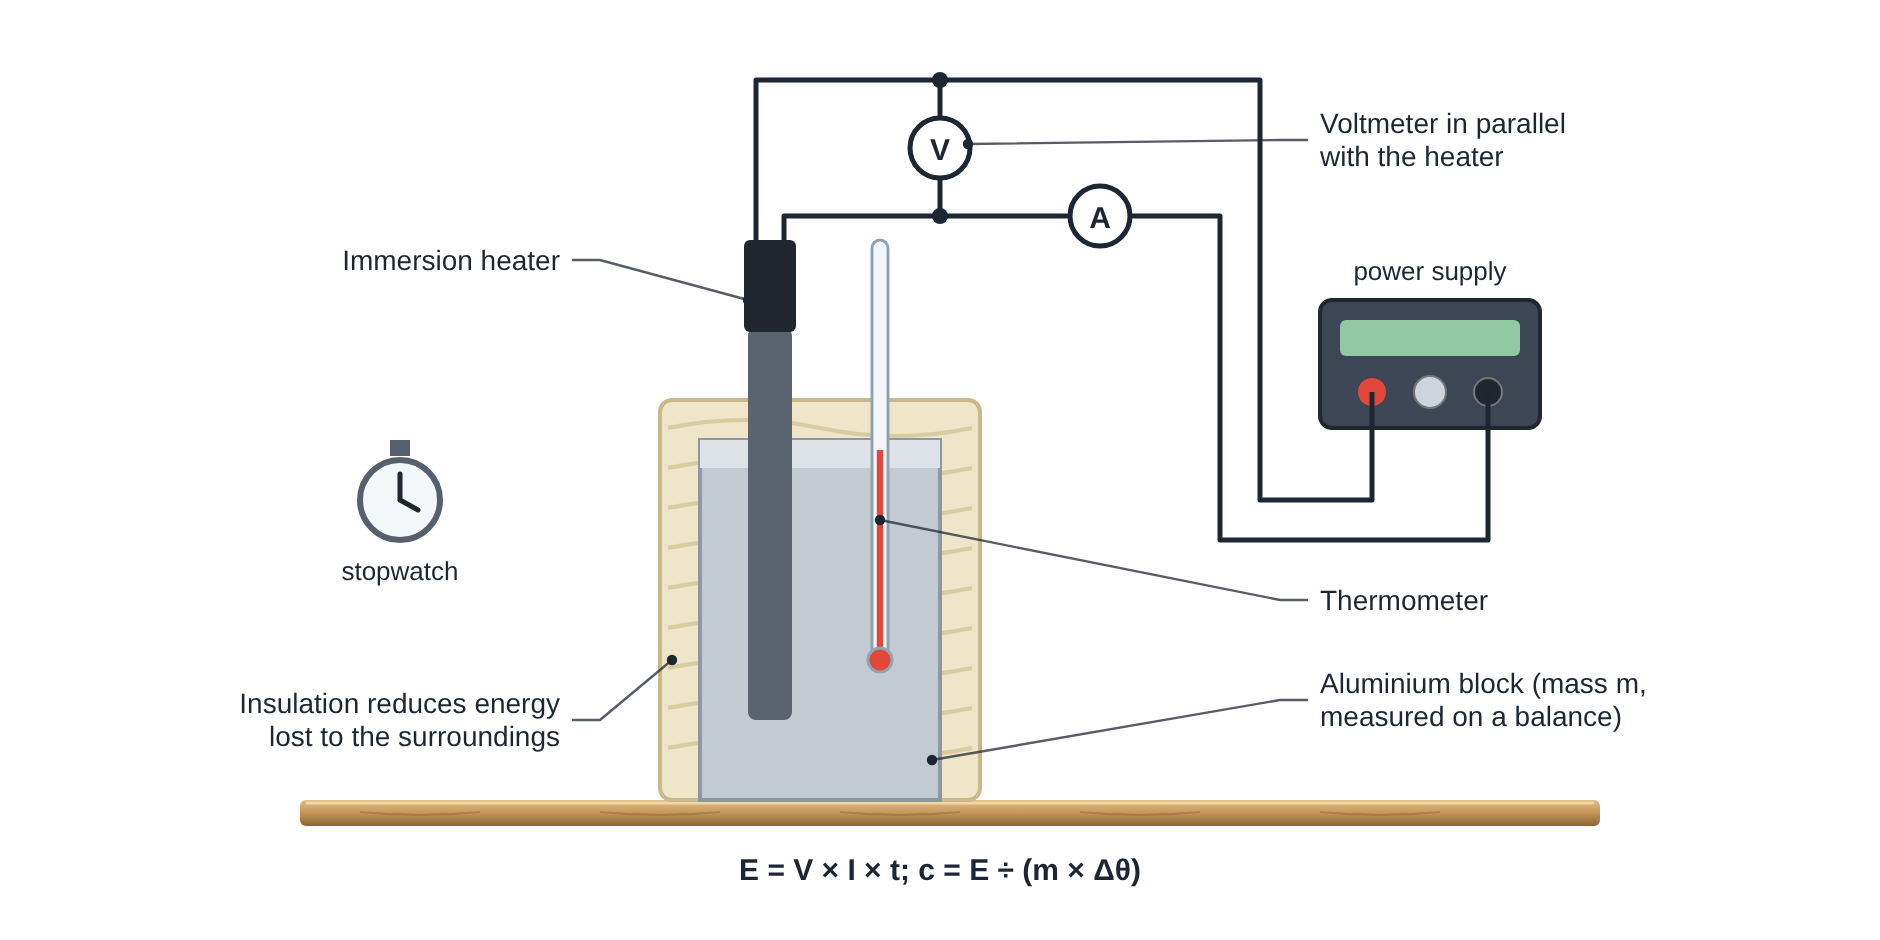 Voltmeter in parallel
with the heater
V
A
Immersion heater
power supply
stopwatch
Thermometer
Insulation reduces energy
lost to the surroundings
Aluminium block (mass m,
measured on a balance)
E = V × I × t; c = E ÷ (m × Δθ)